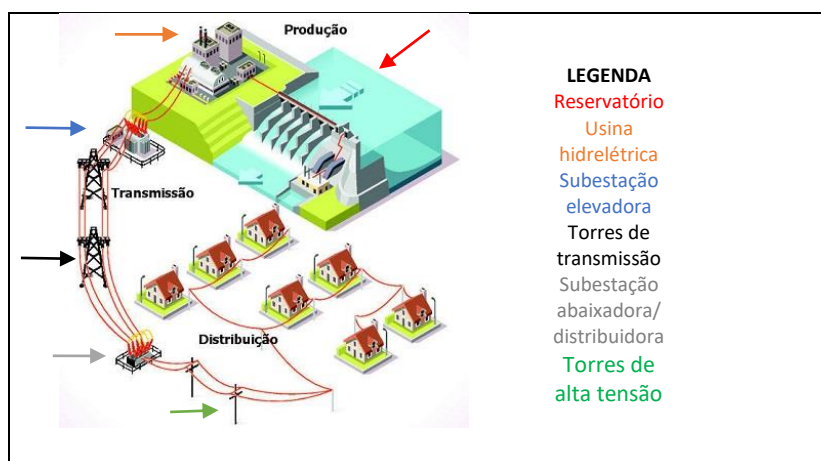 Produção
Transmissão
Distribuição
LEGENDA
Reservatório
Usina
hidrelétrica
Subestação
elevadora
Torres de
transmissão
Subestação
abaixadora/
distribuidora
Torres de
alta tensão